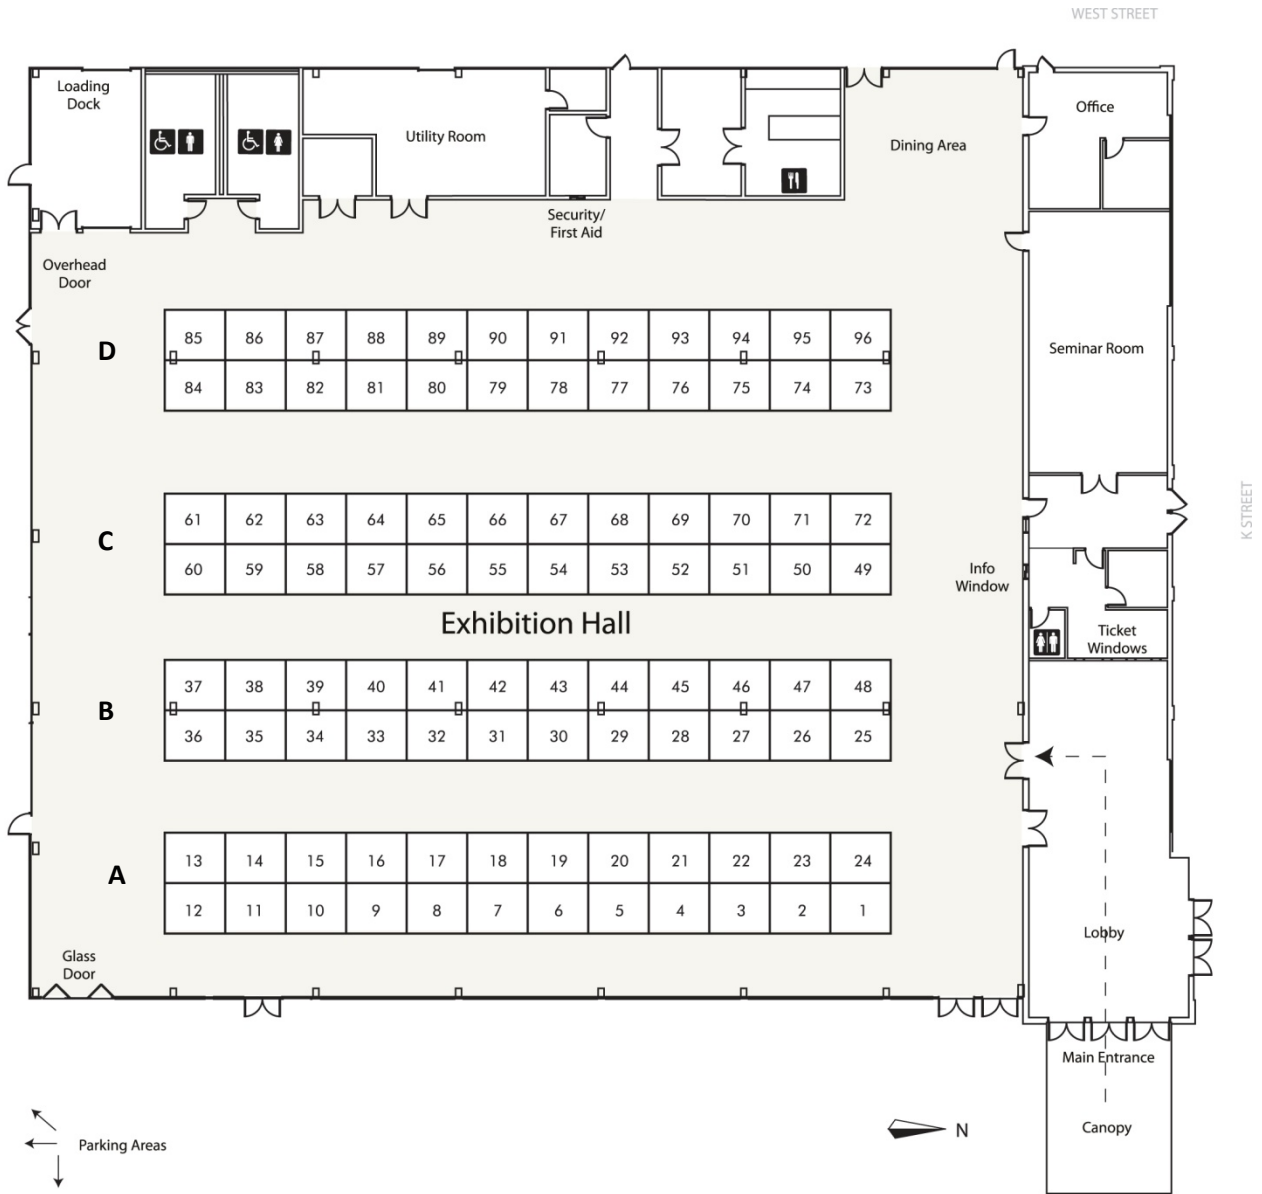 WEST STREET
Loading
Dock
Utility Room
Dining Area
Office
Security/
First Aid
Overhead
Door
D
85 86 87 88 89 90 91 92 93 94 95 96
84 83 82 81 80 79 78 77 76 75 74 73
Seminar Room
K STREET
C
61 62 63 64 65 66 67 68 69 70 71 72
60 59 58 57 56 55 54 53 52 51 50 49
Info
Window
Exhibition Hall
Ticket
Windows
B
37 38 39 40 41 42 43 44 45 46 47 48
36 35 34 33 32 31 30 29 28 27 26 25
A
13 14 15 16 17 18 19 20 21 22 23 24
12 11 10 9 8 7 6 5 4 3 2 1
Lobby
Glass
Door
Main Entrance
Canopy
N
Parking Areas